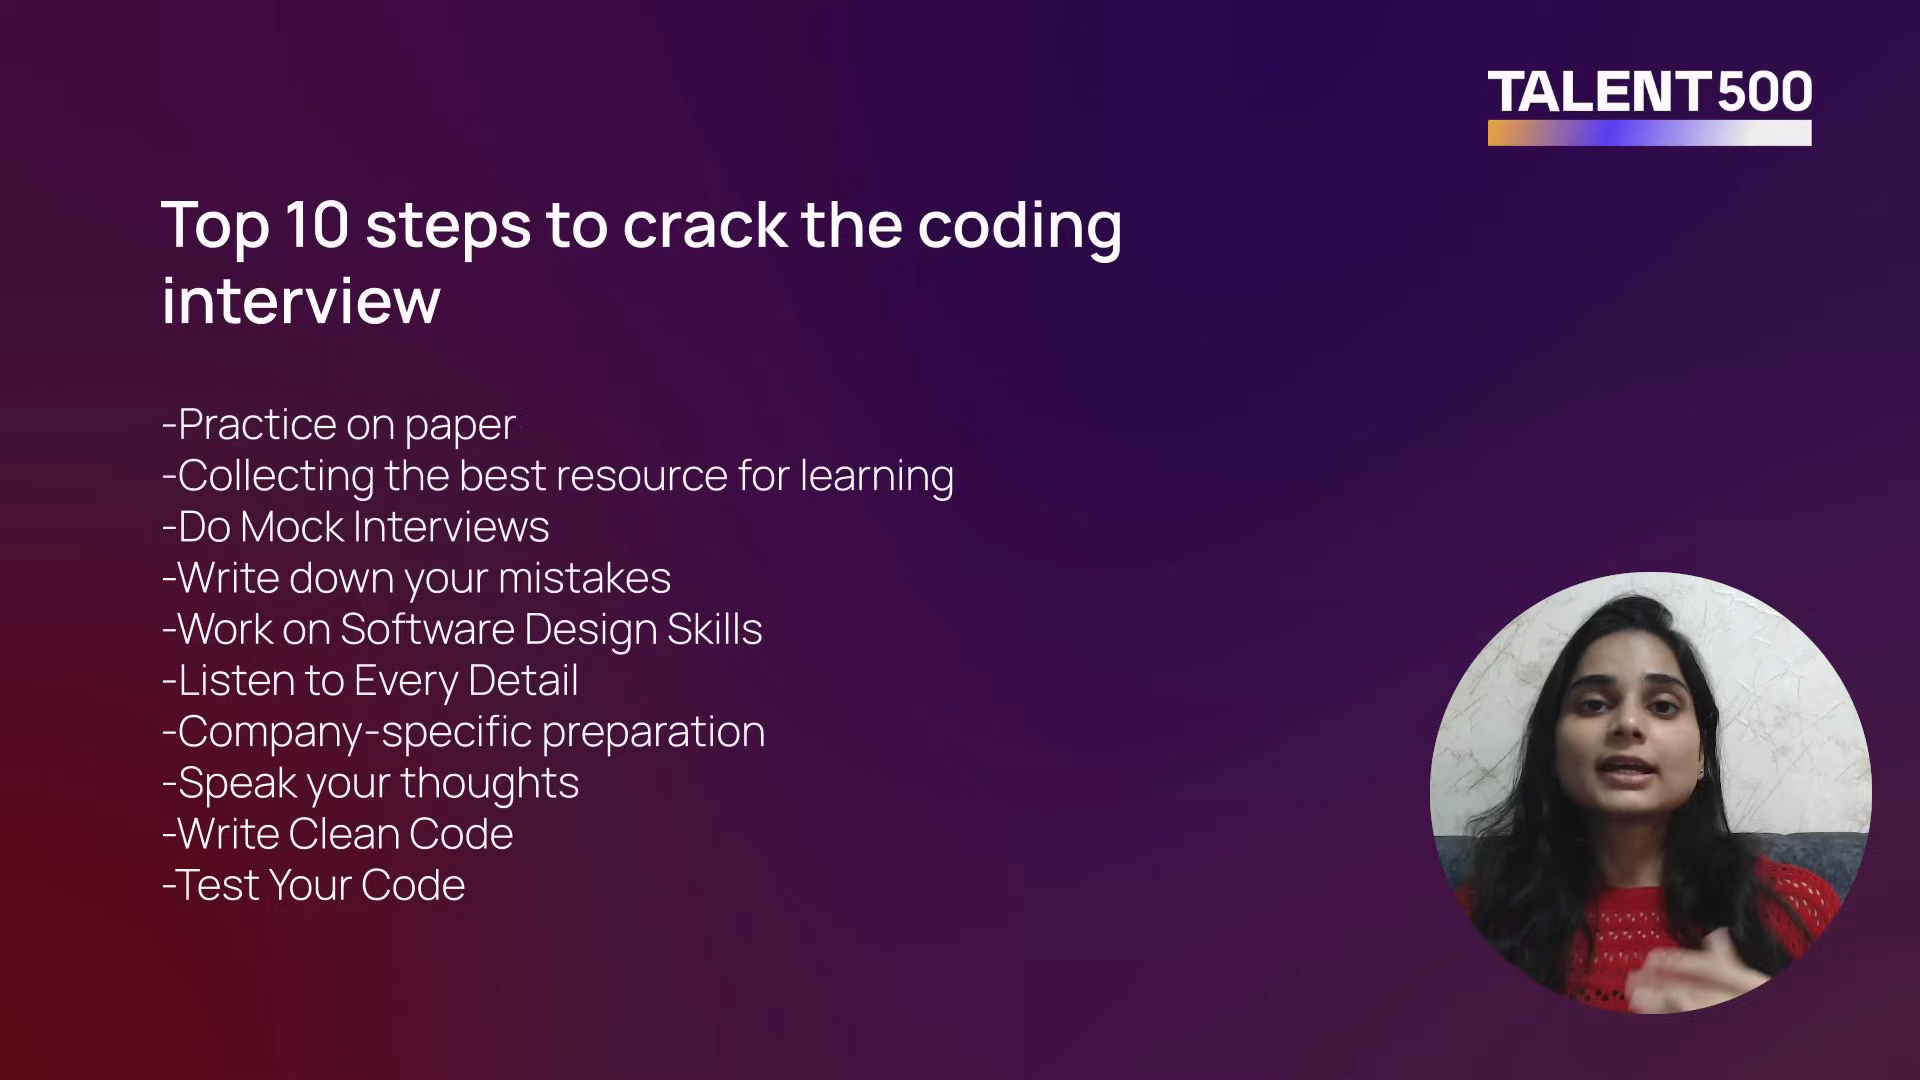 TALENT500
Top 10 steps to crack the coding
interview
-Practice on paper
-Collecting the best resource for learning
-Do Mock Interviews
-Write down your mistakes
-Work on Software Design Skills
-Listen to Every Detail
-Company-specific preparation
-Speak your thoughts
-Write Clean Code
-Test Your Code